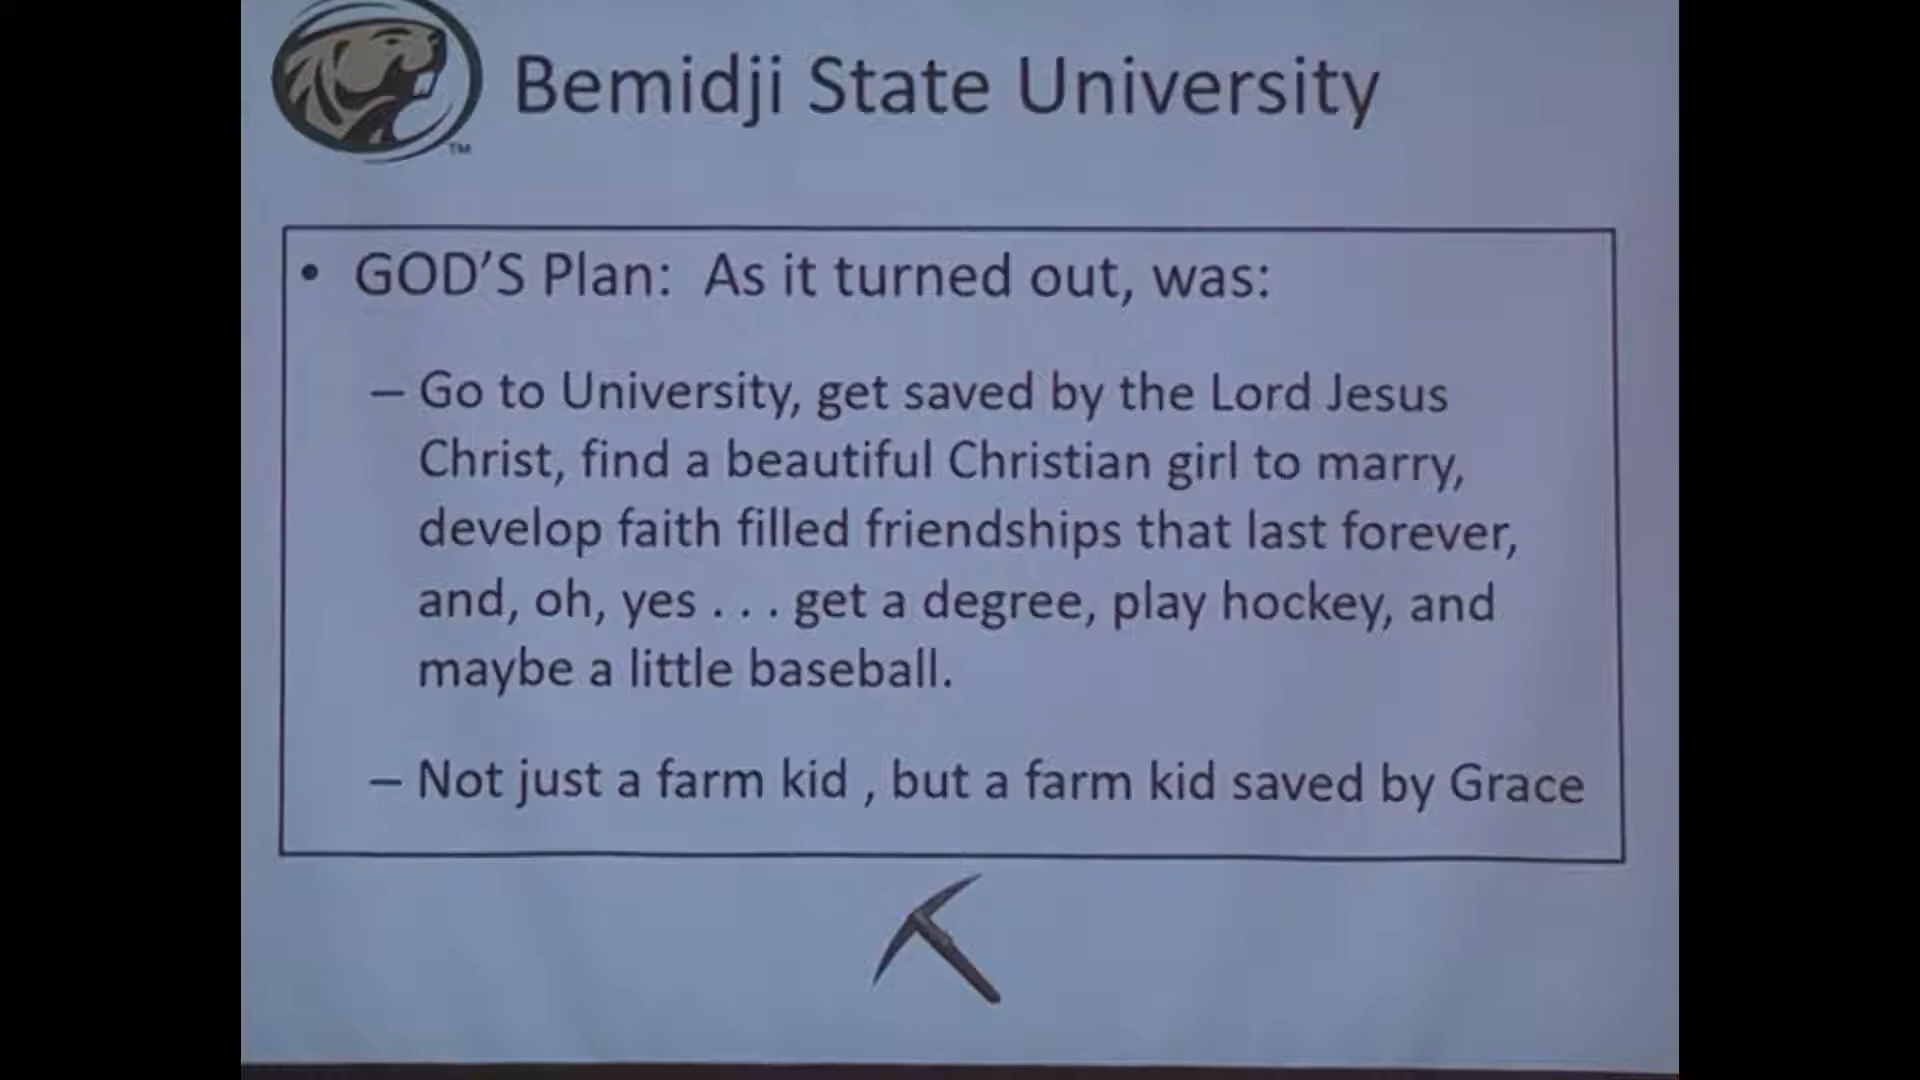 Bemidji State University
TM
• GOD'S Plan: As it turned out, was:
– Go to University, get saved by the Lord Jesus
Christ, find a beautiful Christian girl to marry,
develop faith filled friendships that last forever,
and, oh, yes . . . get a degree, play hockey, and
maybe a little baseball.
– Not just a farm kid , but a farm kid saved by Grace